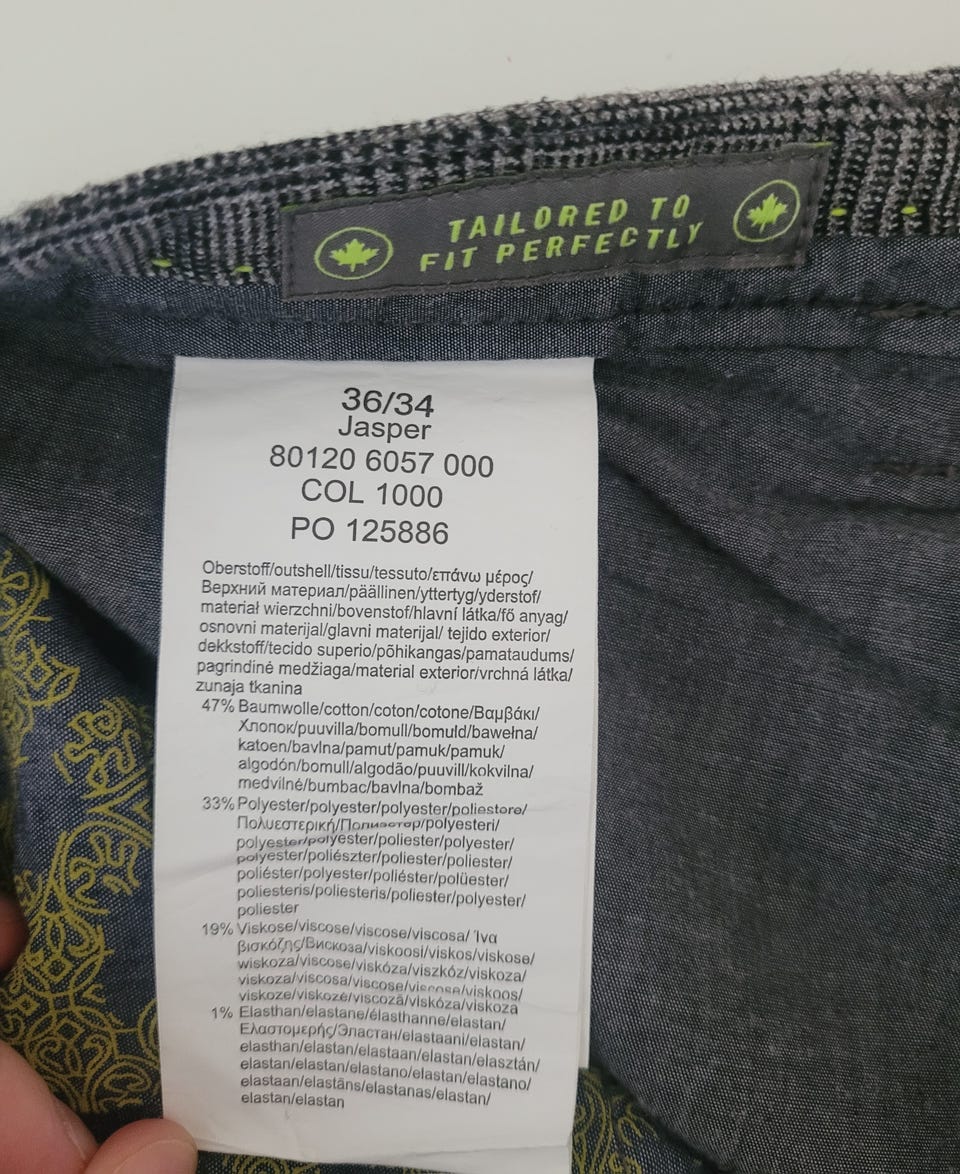 TAILORED TO
FIT PERFECTLY
36/34
Jasper
80120 6057 000
COL 1000
PO 125886
Oberstoff/outshell/tissu/tessuto/επάνω μέρος/
Верхний материал/päällinen/yttertyg/yderstof/
materiał wierzchni/bovenstof/hlavní látka/fő anyag/
osnovni materijal/glavni materijal/ tejido exterior/
dekkstoff/tecido superio/põhikangas/pamataudums/
pagrindinė medžiaga/material exterior/vrchná látka/
zunaja tkanina
47% Baumwolle/cotton/coton/cotone/Βαμβάκι/
Хлопок/puuvilla/bomull/bomuld/bawełna/
katoen/bavlna/pamut/pamuk/pamuk/
algodón/bomull/algodão/puuvill/kokvilna/
medvilné/bumbac/bavlna/bombaž
33% Polyester/polyester/polyester/poliestere/
Πολυεστερική/Полиэстер/polyesteri/
polyester/polyester/poliester/polyester/
polyester/poliészter/poliester/poliester/
poliéster/polyester/poliéster/polüester/
poliesteris/poliesteris/poliester/polyester/
poliester
19% Viskose/viscose/viscose/viscosa/ Ίνα
βισκόζης/Вискоза/viskoosi/viskos/viskose/
wiskoza/viscose/viskóza/viszkóz/viskoza/
viskoza/viscosa/viscose/viscose/viskoos/
viskoze/viskozė/viscoză/viskóza/viskoza
1% Elasthan/elastane/élasthanne/elastan/
Ελαστομερής/Эластан/elastaani/elastan/
elasthan/elastan/elastaan/elastan/elasztán/
elastan/elastan/elastano/elastan/elastano/
elastaan/elastāns/elastanas/elastan/
elastan/elastan